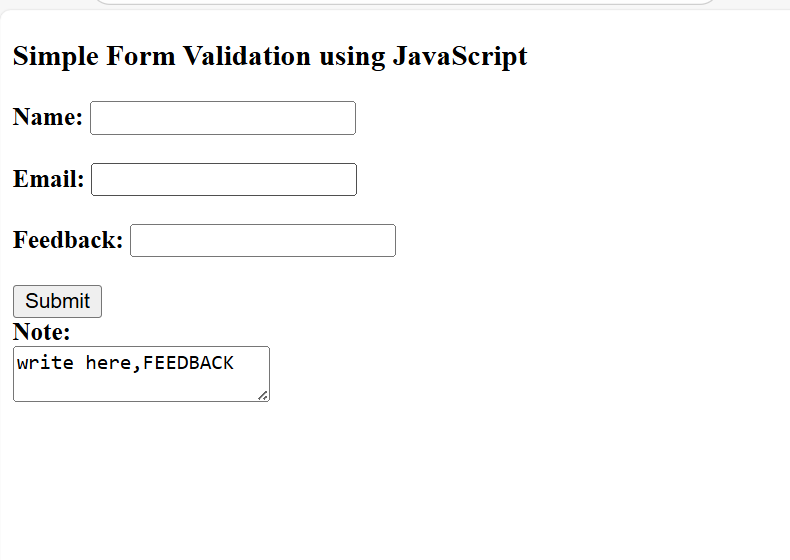 Simple Form Validation using JavaScript
Name:
Email:
Feedback:
Submit
Note:
write here,FEEDBACK